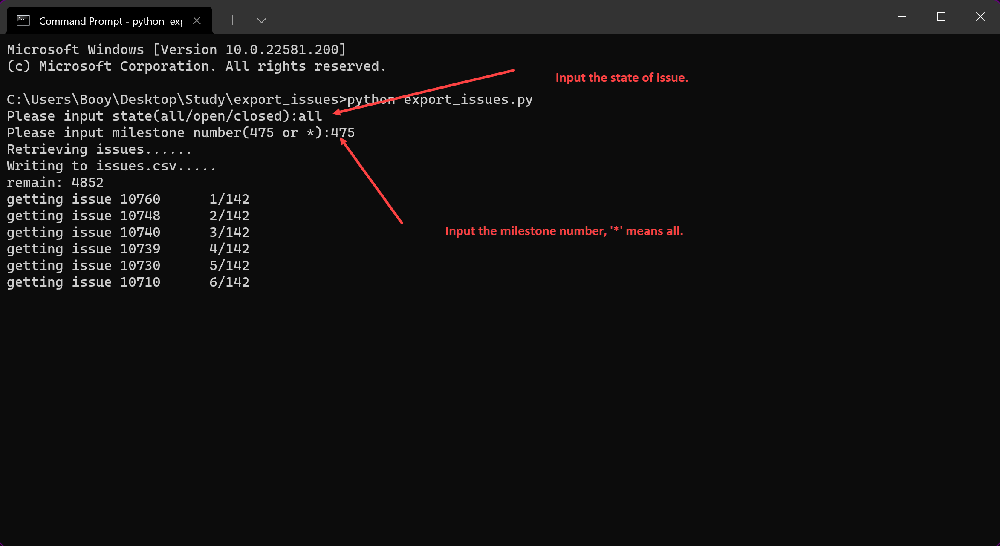 Command Prompt - python  exp
Microsoft Windows [Version 10.0.22581.200]
(c) Microsoft Corporation. All rights reserved.
Input the state of issue.
C:\Users\Booy\Desktop\Study\export_issues>python export_issues.py
Please input state(all/open/closed):all
Please input milestone number(475 or *):475
Retrieving issues......
Writing to issues.csv.....
remain: 4852
getting issue 10760      1/142
getting issue 10748      2/142
getting issue 10740      3/142
Input the milestone number, '*' means all.
getting issue 10739      4/142
getting issue 10730      5/142
getting issue 10710      6/142